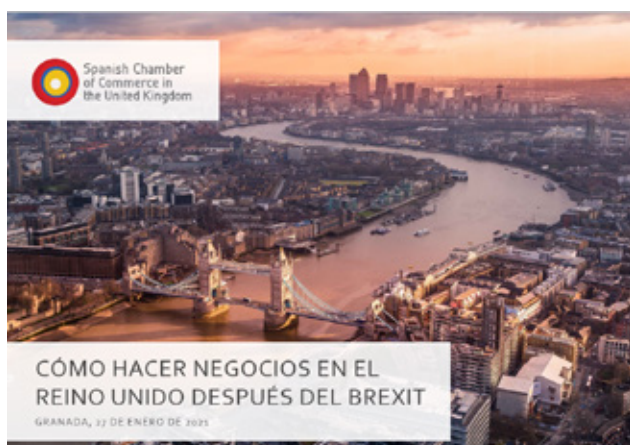 Spanish Chamber
of Commerce in
the United Kingdom
CÓMO HACER NEGOCIOS EN EL
REINO UNIDO DESPUÉS DEL BREXIT
GRANADA, 27 DE ENERO DE 2021